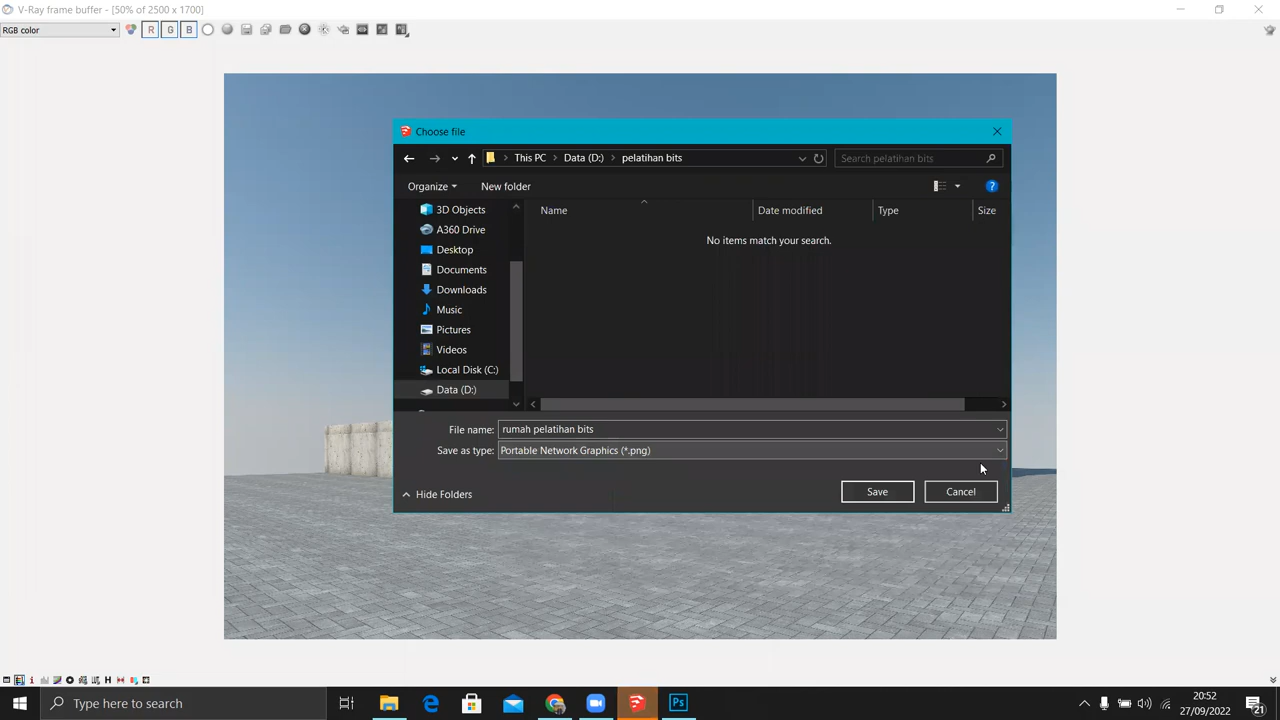 V-Ray frame buffer - [50% of 2500 x 1700]
RGB color
R G B
Choose file
This PC
Data (D:)
pelatihan bits
Search pelatihan bits
Organize
New folder
?
Name
Date modified
Type
Size
3D Objects
A360 Drive
Desktop
Documents
Downloads
Music
Pictures
Videos
Local Disk (C:)
Data (D:)
No items match your search.
File name: rumah pelatihan bits
Save as type: Portable Network Graphics (*.png)
Hide Folders
Save
Cancel
i
H
Type here to search
Ps
20:52
27/09/2022
21